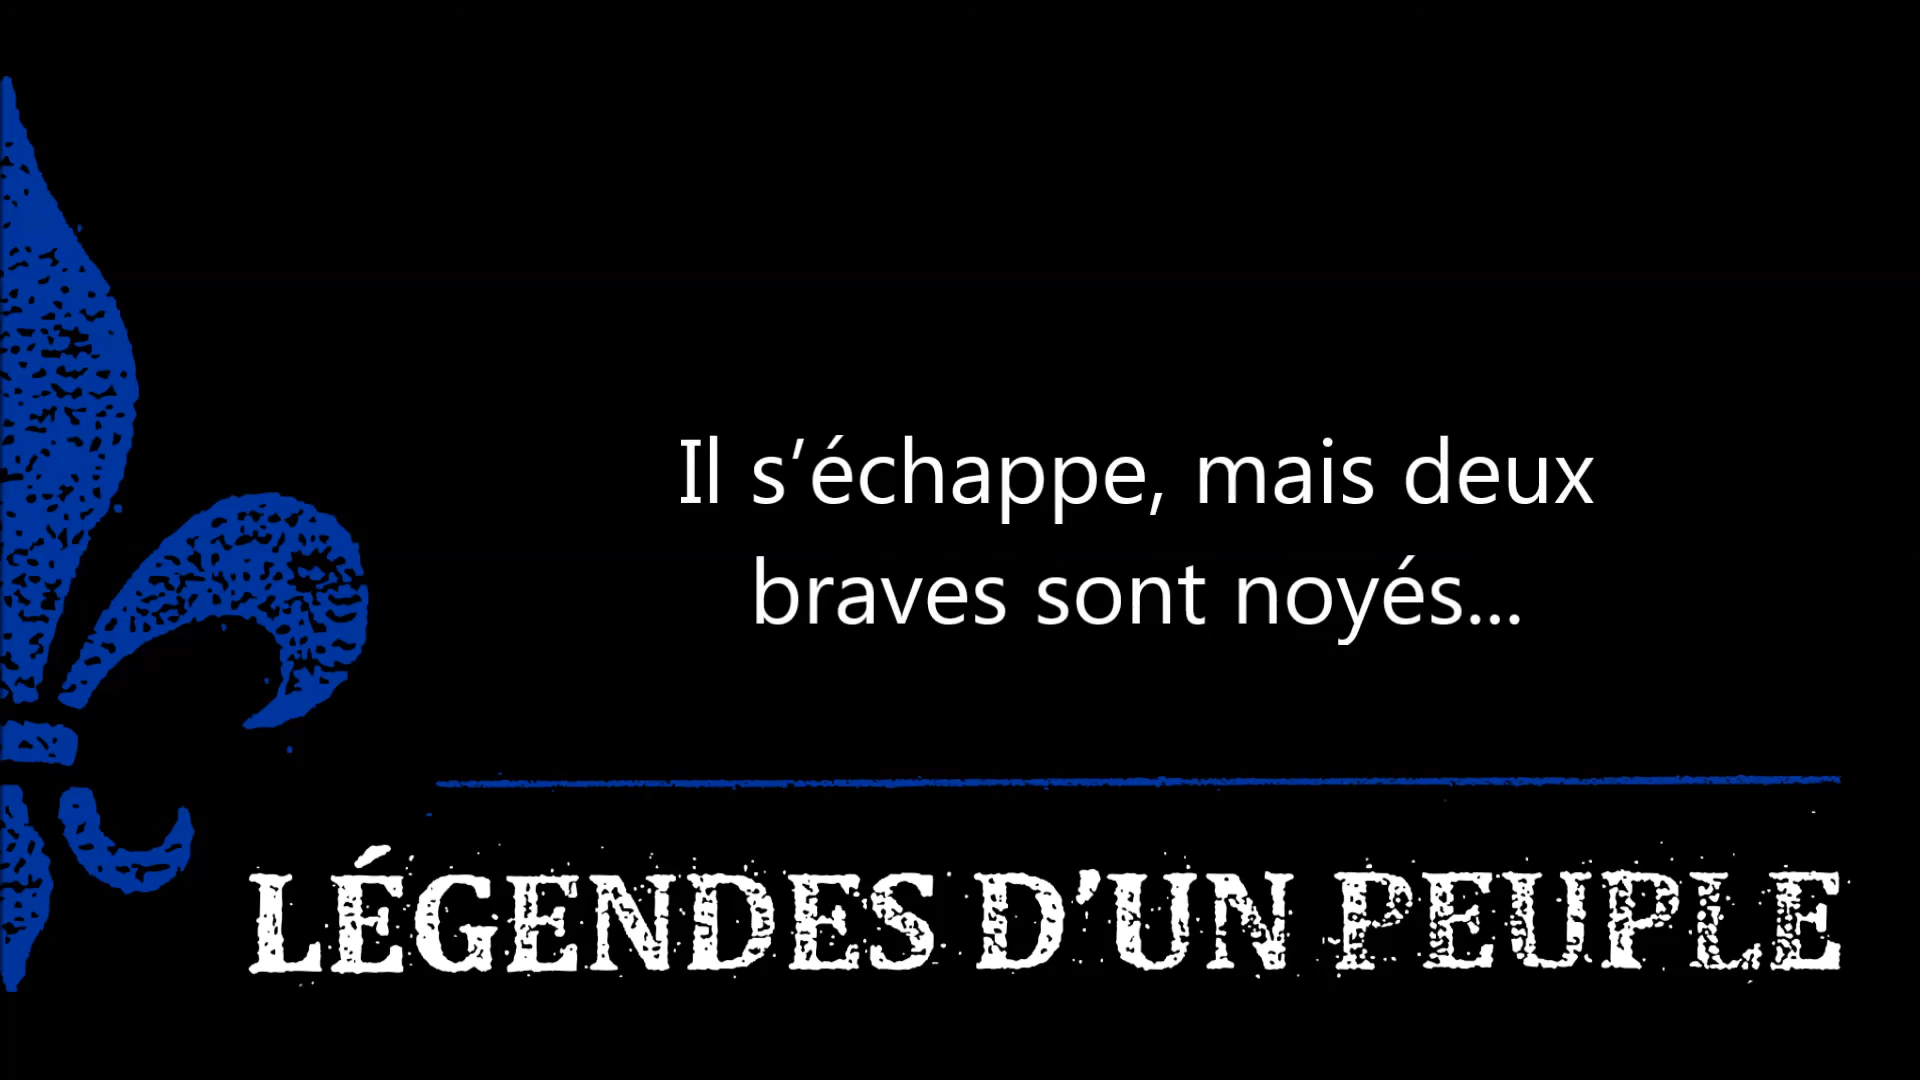 Il s’échappe, mais deux
braves sont noyés...
LÉGENDES D'UN PEUPLE